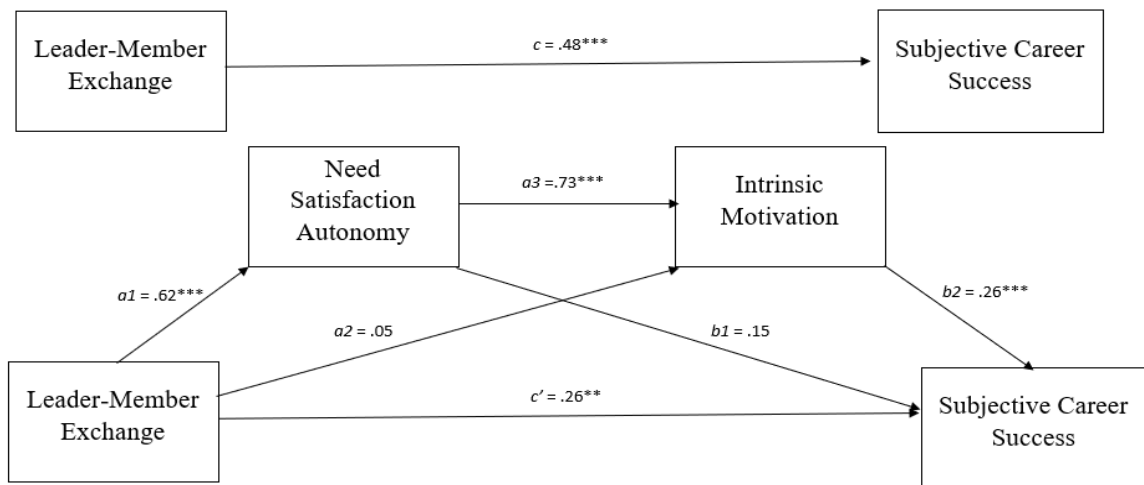 Leader-Member
Exchange
c = .48***
Subjective Career
Success
Need
Satisfaction
Autonomy
a3 =.73***
Intrinsic
Motivation
a1 = .62***
a2 = .05
b1 = .15
b2 = .26***
Leader-Member
Exchange
c’ = .26**
Subjective Career
Success